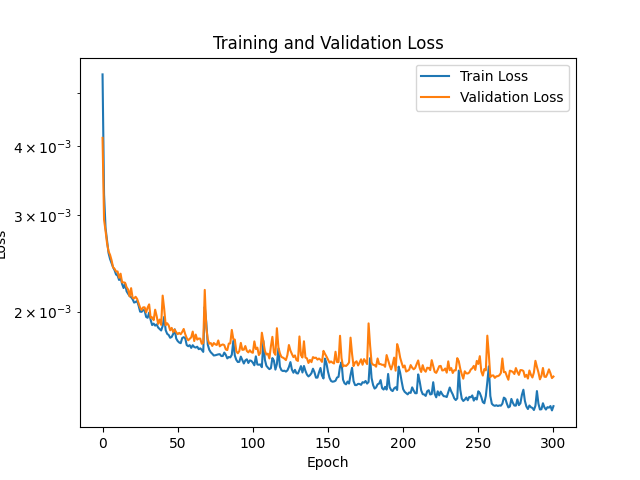 Training and Validation Loss
Train Loss
Validation Loss
4 × 10⁻³
3 × 10⁻³
2 × 10⁻³
Loss
0 50 100 150 200 250 300
Epoch